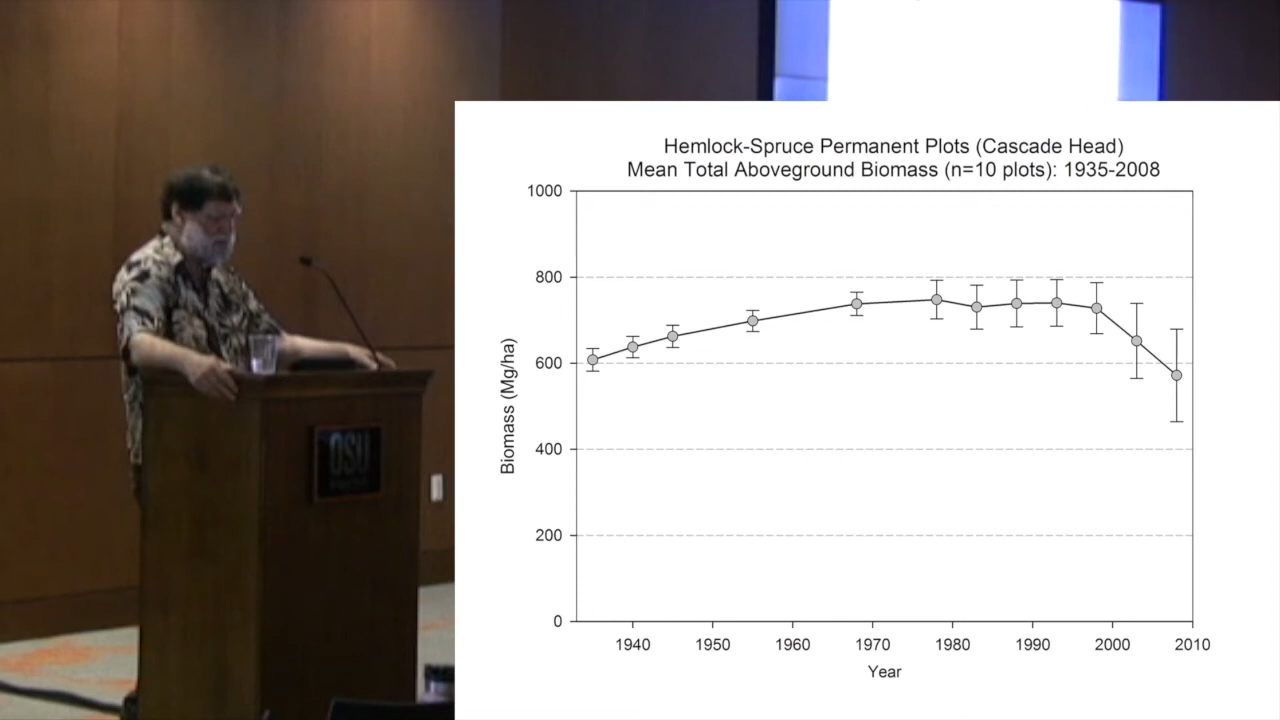 Hemlock-Spruce Permanent Plots (Cascade Head)
Mean Total Aboveground Biomass (n=10 plots): 1935-2008
1000
800
600
400
200
0
Biomass (Mg/ha)
1940 1950 1960 1970 1980 1990 2000 2010
Year
OSU